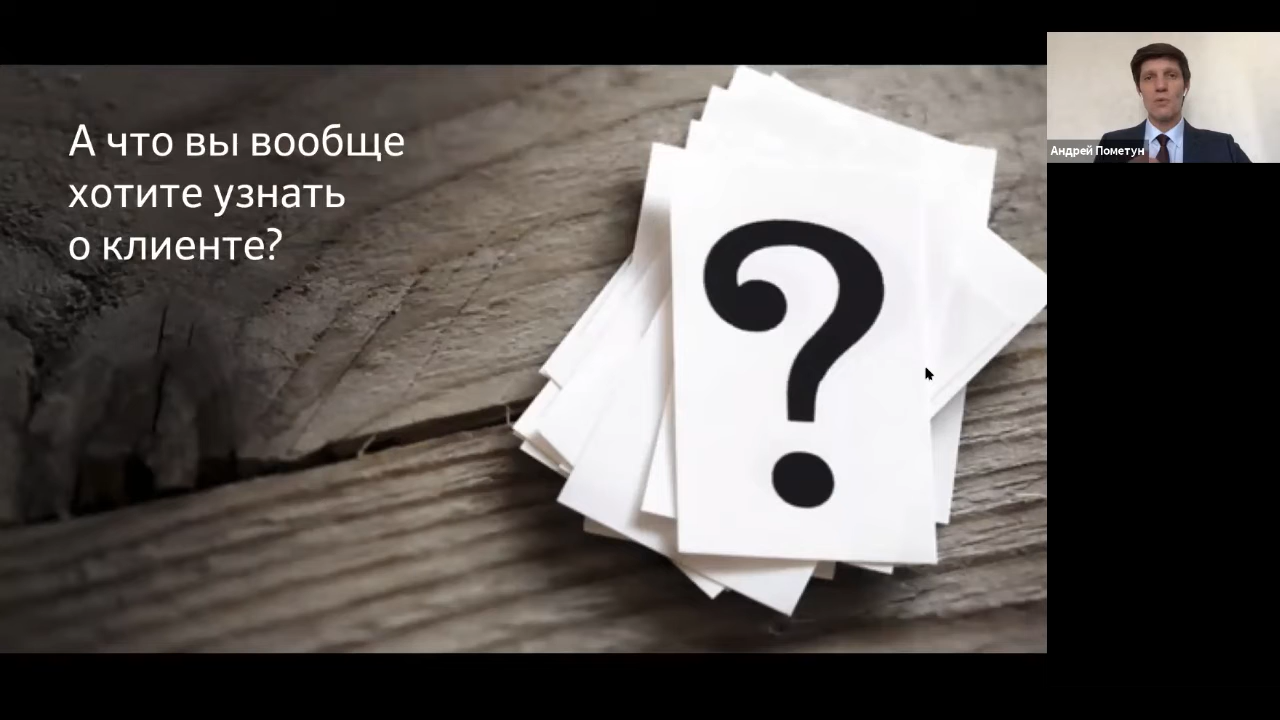 А что вы вообще
хотите узнать
о клиенте?
?
Андрей Пометун